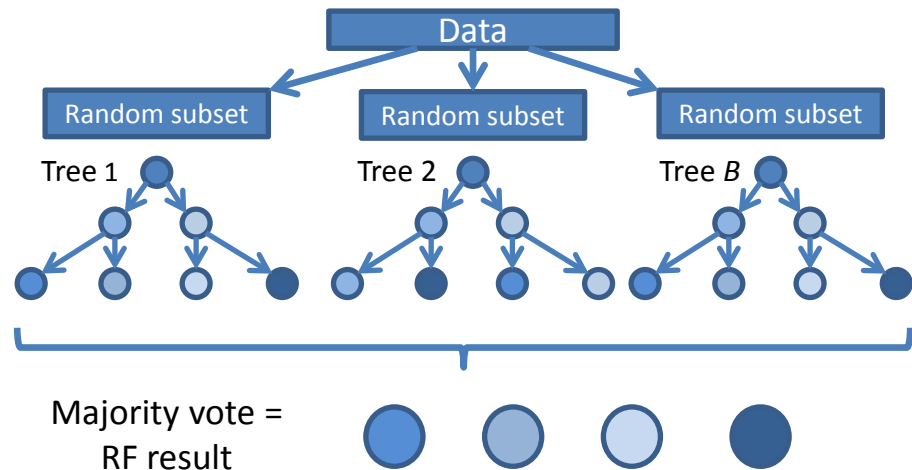 Data
Random subset
Random subset
Random subset
Tree 1
Tree 2
Tree B
Majority vote =
RF result